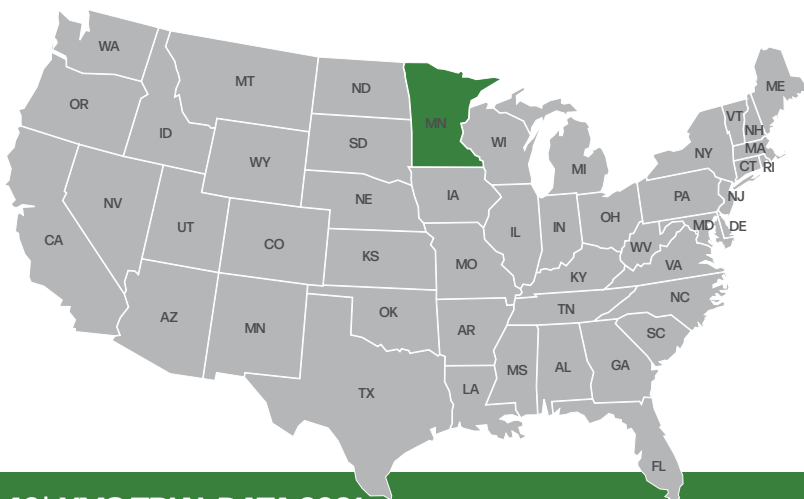 WA
MT
ND
MN
ME
OR
ID
SD
WI
VT
NH
WY
MI
NY
MA
CT
RI
NV
UT
NE
IA
PA
NJ
CO
IL
IN
OH
MD
DE
CA
KS
MO
WV
KY
VA
AZ
MN
OK
AR
TN
NC
SC
TX
LA
MS
AL
GA
FL
TRIAL DATA